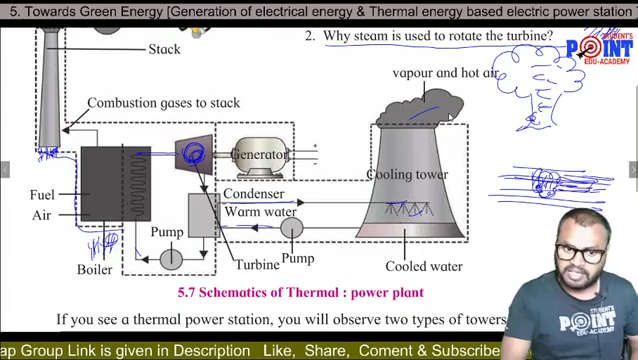 5. Towards Green Energy [Generation of electrical energy & Thermal energy based electric power station
2. Why steam is used to rotate the turbine?
STUDENT'S
POINT
EDU-ACADEMY
Stack
vapour and hot air
Combustion gases to stack
Generator
Cooling tower
Fuel
Air
Condenser
Warm water
Pump
Boiler
Turbine
Pump
Cooled water
5.7 Schematics of Thermal : power plant
If you see a thermal power station, you will observe two types of towers
ap Group Link is given in Description Like, Share, Coment & Subscribe